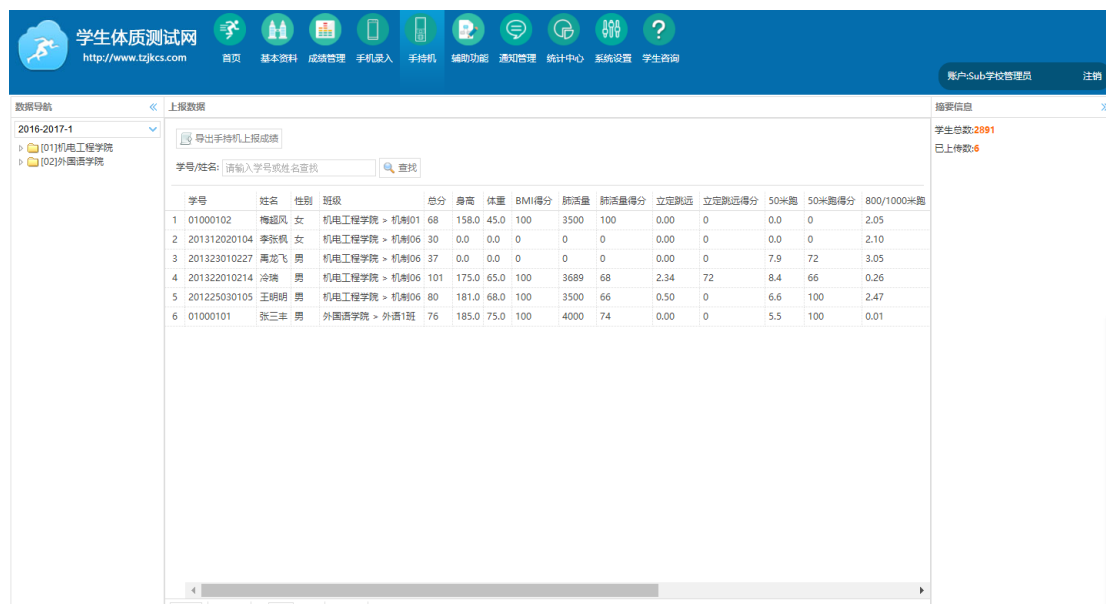 学生体质测试网
http://www.tzjkcs.com
首页 基本资料 成绩管理 手机录入 手持机 辅助功能 通知管理 统计中心 系统设置 学生咨询
账户:Sub学校管理员 注销
数据导航
2016-2017-1
[01]机电工程学院
[02]外国语学院
上报数据
导出手持机上报成绩
学号/姓名: 请输入学号或姓名查找 查找
学号 姓名 性别 班级 总分 身高 体重 BMI得分 肺活量 肺活量得分 立定跳远 立定跳远得分 50米跑 50米跑得分 800/1000米跑
1 01000102 梅超风 女 机电工程学院 > 机制01 68 158.0 45.0 100 3500 100 0.00 0 0.0 0 2.05
2 201312020104 李张枫 女 机电工程学院 > 机制06 30 0.0 0.0 0 0 0 0.00 0 0.0 0 2.10
3 201323010227 禹龙飞 男 机电工程学院 > 机制06 37 0.0 0.0 0 0 0 0.00 0 7.9 72 3.05
4 201322010214 冷瑞 男 机电工程学院 > 机制06 101 175.0 65.0 100 3689 68 2.34 72 8.4 66 0.26
5 201225030105 王明明 男 机电工程学院 > 机制06 80 181.0 68.0 100 3500 66 0.50 0 6.6 100 2.47
6 01000101 张三丰 男 外国语学院 > 外语1班 76 185.0 75.0 100 4000 74 0.00 0 5.5 100 0.01
摘要信息
学生总数:2891
已上传数:6